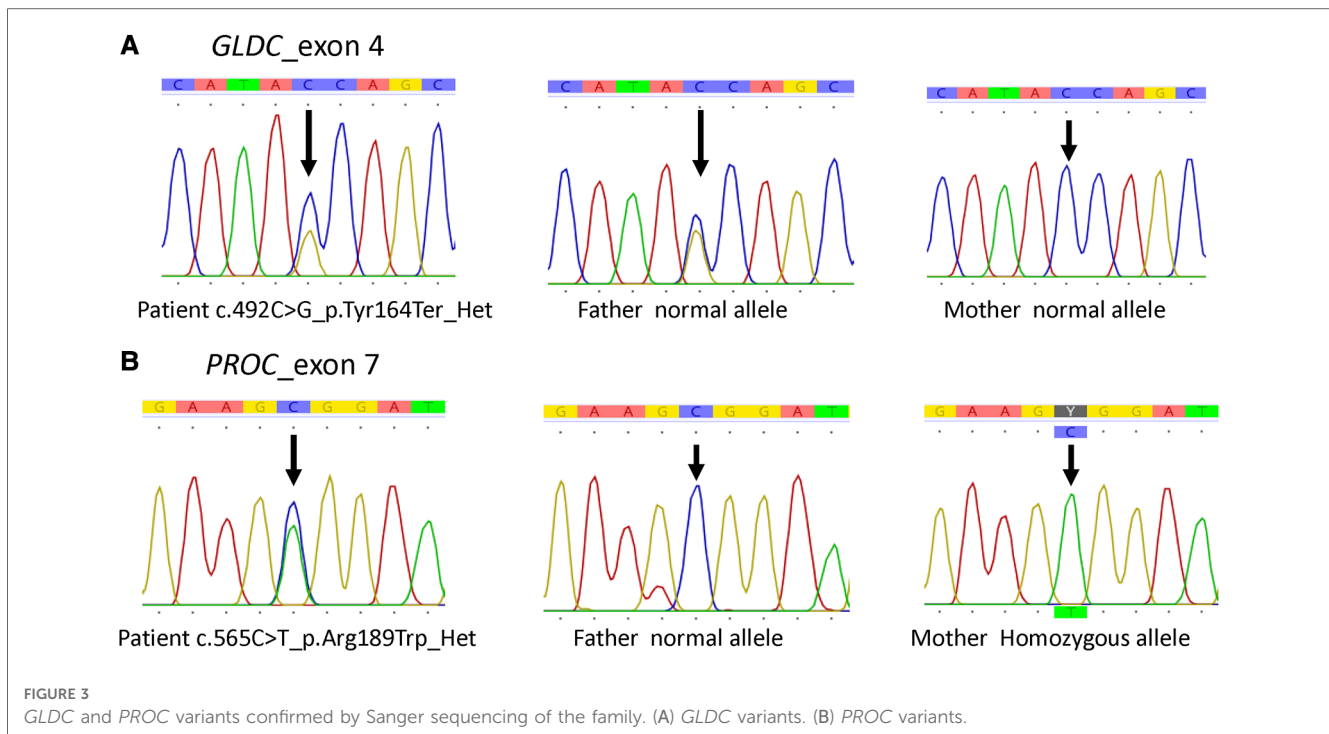 A GLDC_exon 4
C A T A C C A G C
C A T A C C A G C
C A T A C C A G C
Patient c.492C>G_p.Tyr164Ter_Het
Father normal allele
Mother normal allele
B PROC_exon 7
G A A G C G G A T
G A A G C G G A T
G A A G Y G G A T
C
T
Patient c.565C>T_p.Arg189Trp_Het
Father normal allele
Mother Homozygous allele
FIGURE 3
GLDC and PROC variants confirmed by Sanger sequencing of the family. (A) GLDC variants. (B) PROC variants.